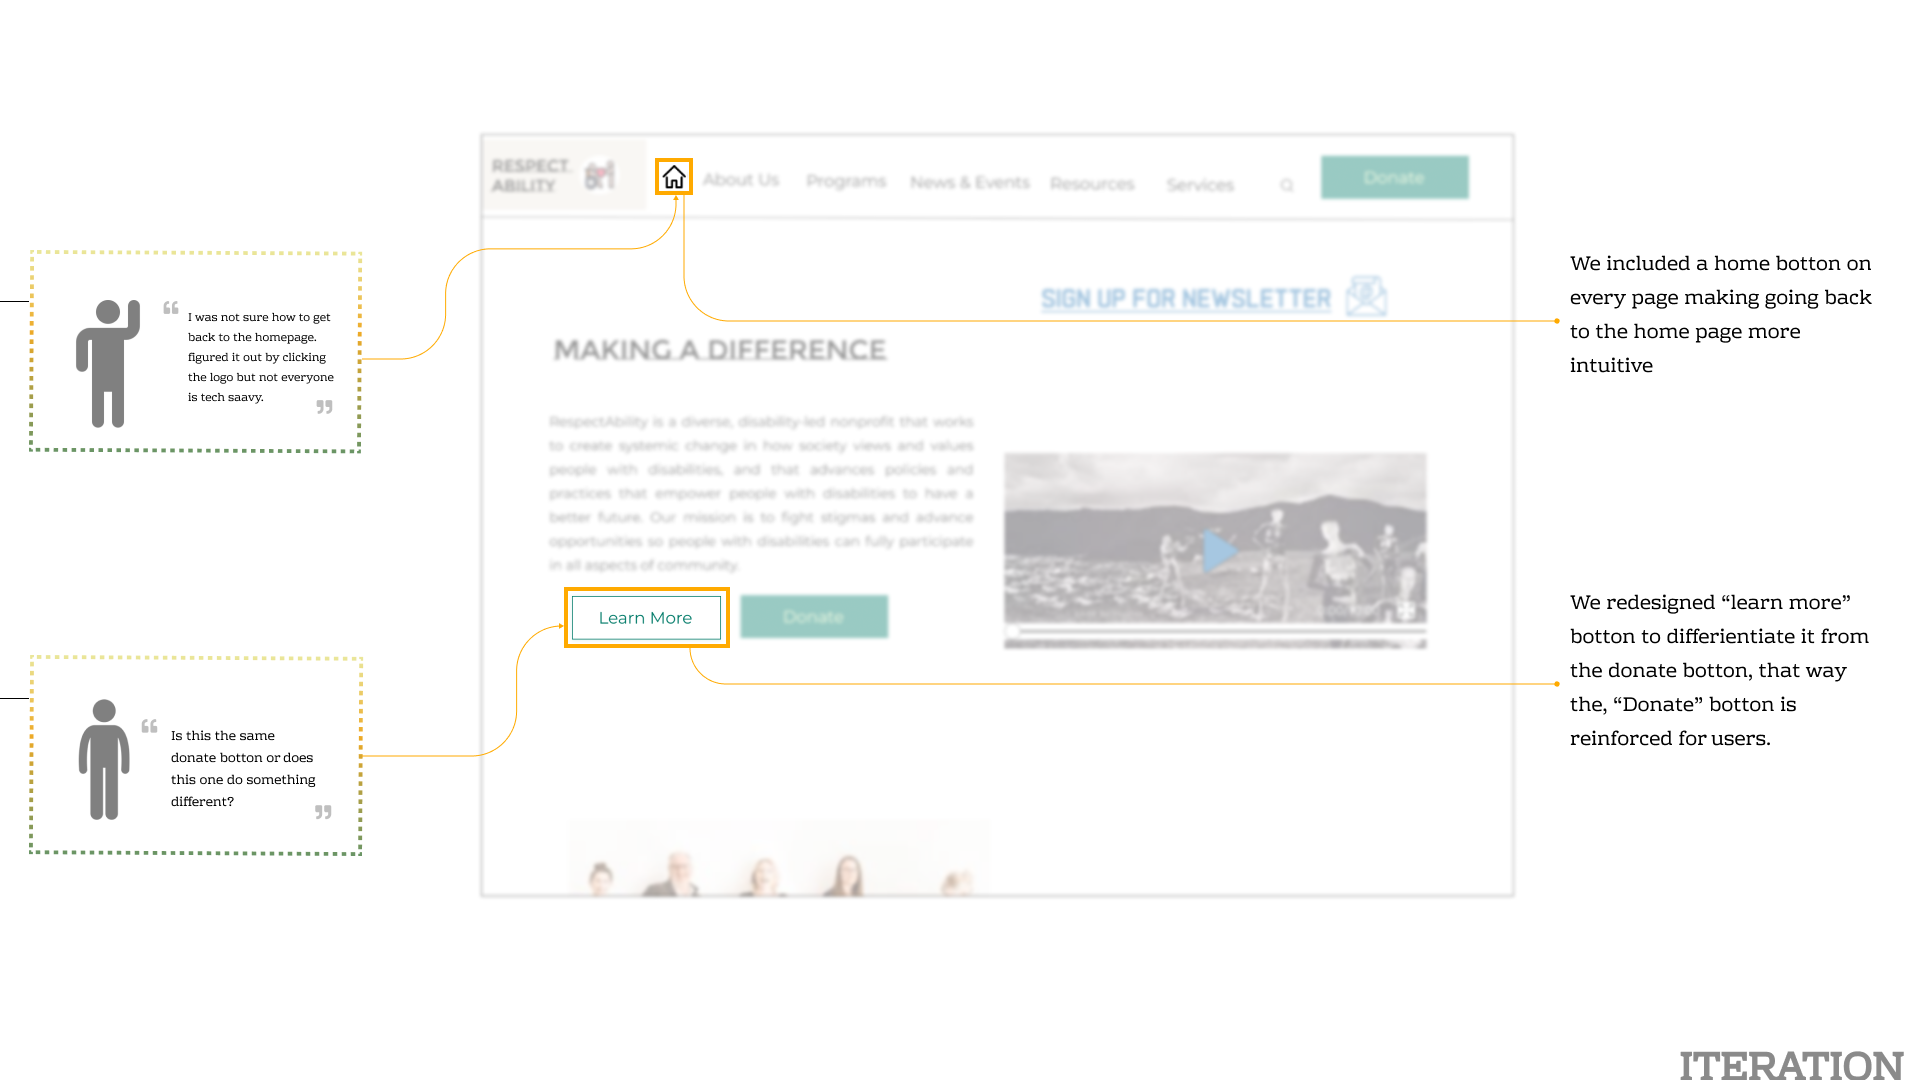 RESPECT
ABILITY
About Us
Programs
News & Events
Resources
Services
Donate
I was not sure how to get
back to the homepage.
figured it out by clicking
the logo but not everyone
is tech saavy.
SIGN UP FOR NEWSLETTER
We included a home botton on
every page making going back
to the home page more
intuitive
MAKING A DIFFERENCE
RespectAbility is a diverse, disability-led nonprofit that works
to create systemic change in how society views and values
people with disabilities, and that advances policies and
practices that empower people with disabilities to have a
better future. Our mission is to fight stigmas and advance
opportunities so people with disabilities can fully participate
in all aspects of community.
Learn More
Donate
Is this the same
donate botton or does
this one do something
different?
We redesigned “learn more”
botton to differientiate it from
the donate botton, that way
the, “Donate” botton is
reinforced for users.
ITERATION